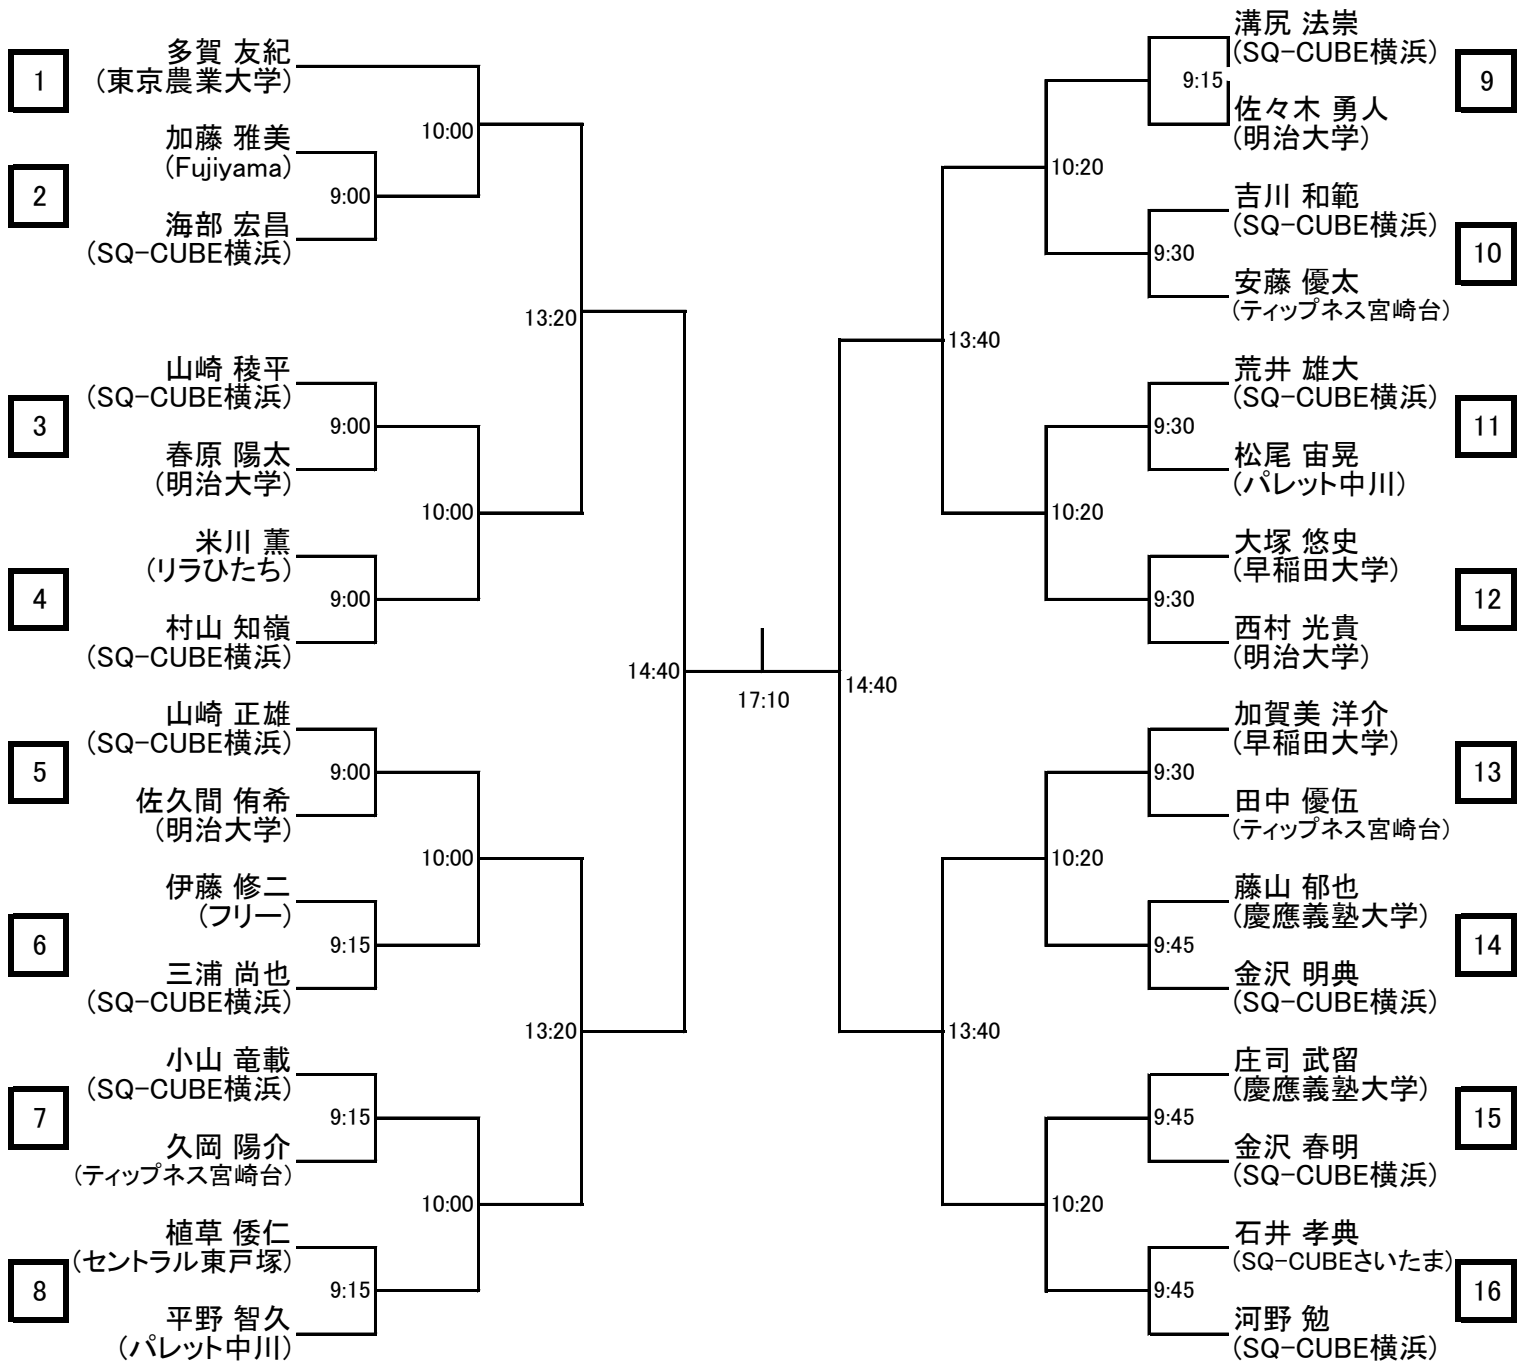 1
多賀 友紀
(東京農業大学)
10:00
2
加藤 雅美
(Fujiyama)
9:00
海部 宏昌
(SQ-CUBE横浜)
13:20
3
山崎 稜平
(SQ-CUBE横浜)
9:00
春原 陽太
(明治大学)
10:00
4
米川 薫
(リラひたち)
9:00
村山 知嶺
(SQ-CUBE横浜)
14:40
5
山崎 正雄
(SQ-CUBE横浜)
9:00
佐久間 侑希
(明治大学)
10:00
6
伊藤 修二
(フリー)
9:15
三浦 尚也
(SQ-CUBE横浜)
13:20
7
小山 竜載
(SQ-CUBE横浜)
9:15
久岡 陽介
(ティップネス宮崎台)
10:00
8
植草 倭仁
(セントラル東戸塚)
9:15
平野 智久
(パレット中川)
17:10
溝尻 法崇
(SQ-CUBE横浜)
9:15
9
佐々木 勇人
(明治大学)
10:20
吉川 和範
(SQ-CUBE横浜)
9:30
10
安藤 優太
(ティップネス宮崎台)
13:40
荒井 雄大
(SQ-CUBE横浜)
9:30
11
松尾 宙晃
(パレット中川)
10:20
大塚 悠史
(早稲田大学)
9:30
12
西村 光貴
(明治大学)
14:40
加賀美 洋介
(早稲田大学)
9:30
13
田中 優伍
(ティップネス宮崎台)
10:20
藤山 郁也
(慶應義塾大学)
9:45
14
金沢 明典
(SQ-CUBE横浜)
13:40
庄司 武留
(慶應義塾大学)
9:45
15
金沢 春明
(SQ-CUBE横浜)
10:20
石井 孝典
(SQ-CUBEさいたま)
9:45
16
河野 勉
(SQ-CUBE横浜)